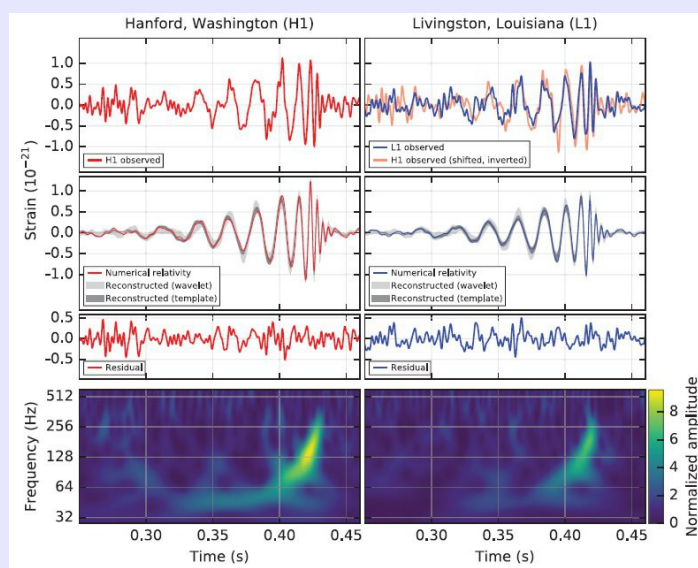 Hanford, Washington (H1)
Livingston, Louisiana (L1)
1.0
0.5
0.0
-0.5
-1.0
H1 observed
L1 observed
H1 observed (shifted, inverted)
Strain (10⁻²¹)
1.0
0.5
0.0
-0.5
-1.0
Numerical relativity
Reconstructed (wavelet)
Reconstructed (template)
Numerical relativity
Reconstructed (wavelet)
Reconstructed (template)
0.5
0.0
-0.5
Residual
Residual
Frequency (Hz)
512
256
128
64
32
0.30
0.35
0.40
0.45
Time (s)
0.30
0.35
0.40
0.45
Time (s)
8
6
4
2
0
Normalized amplitude